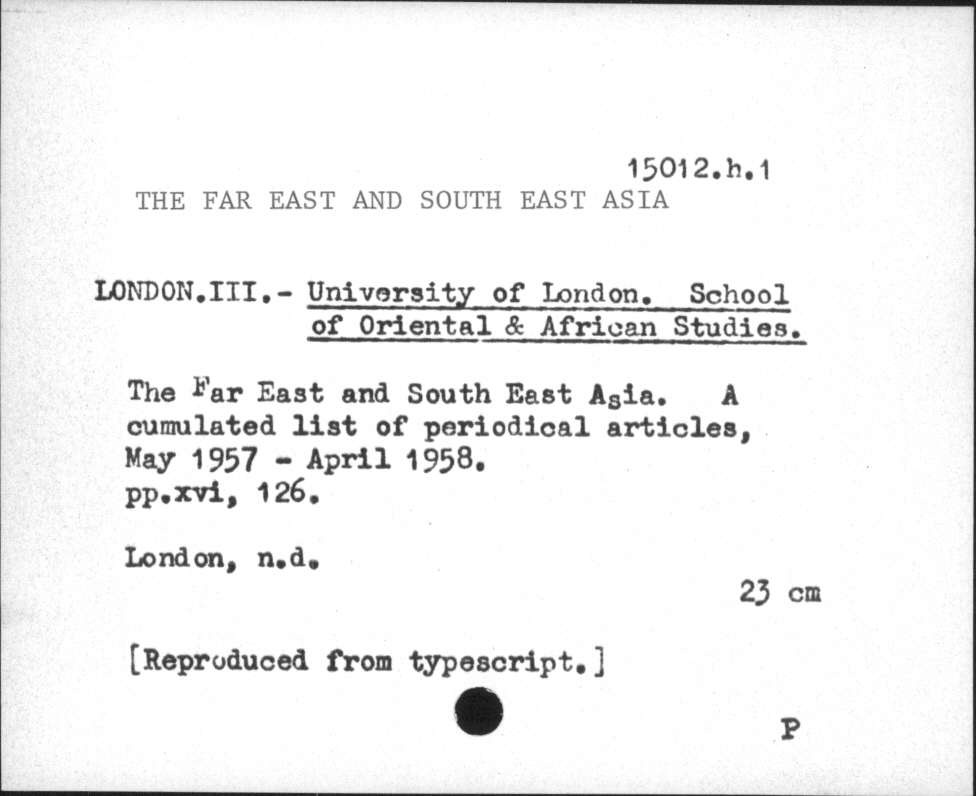 15012.h.1
THE FAR EAST AND SOUTH EAST ASIA
LONDON.III.- University of London. School
of Oriental & African Studies.
The Far East and South East Asia. A
cumulated list of periodical articles,
May 1957 - April 1958.
pp.xvi, 126.
London, n.d.
23 cm
[Reproduced from typescript.]
P